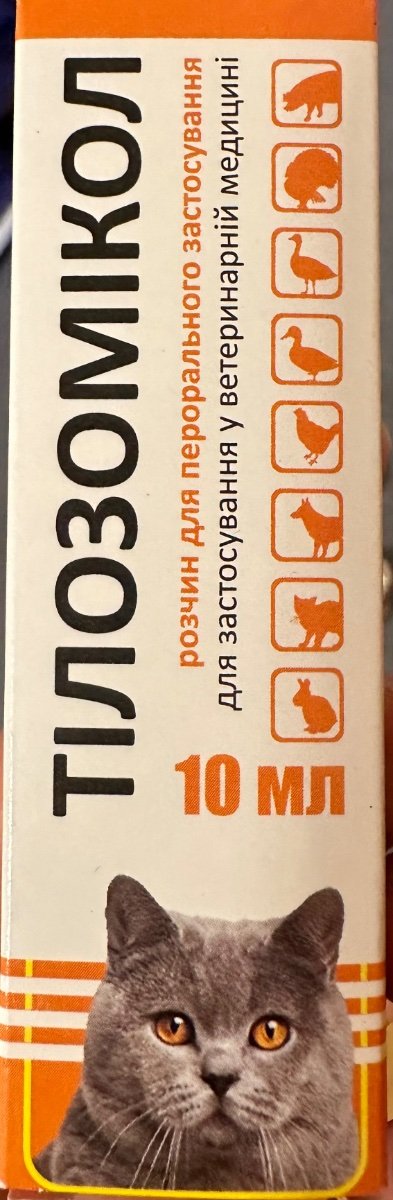 ТІЛОЗОМІКОЛ
розчин для перорального застосування
для застосування у ветеринарній медицині
10 мл